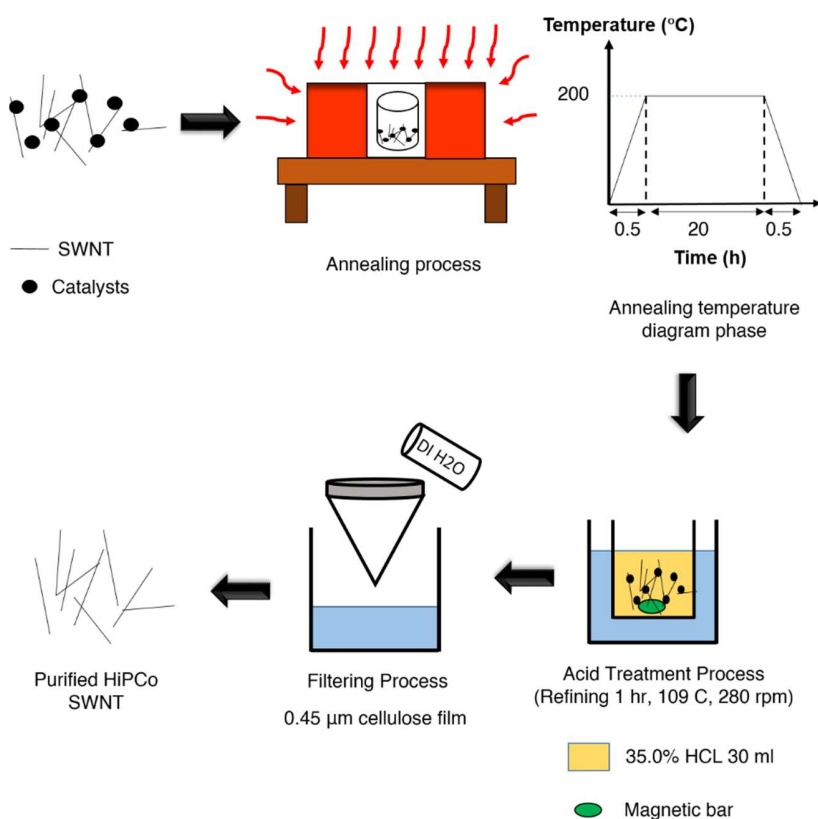 SWNT
Catalysts
Annealing process
Temperature (°C)
200
0.5
20
0.5
Time (h)
Annealing temperature
diagram phase
Acid Treatment Process
(Refining 1 hr, 109 C, 280 rpm)
35.0% HCL 30 ml
Magnetic bar
DI H2O
Filtering Process
0.45 µm cellulose film
Purified HiPCo
SWNT